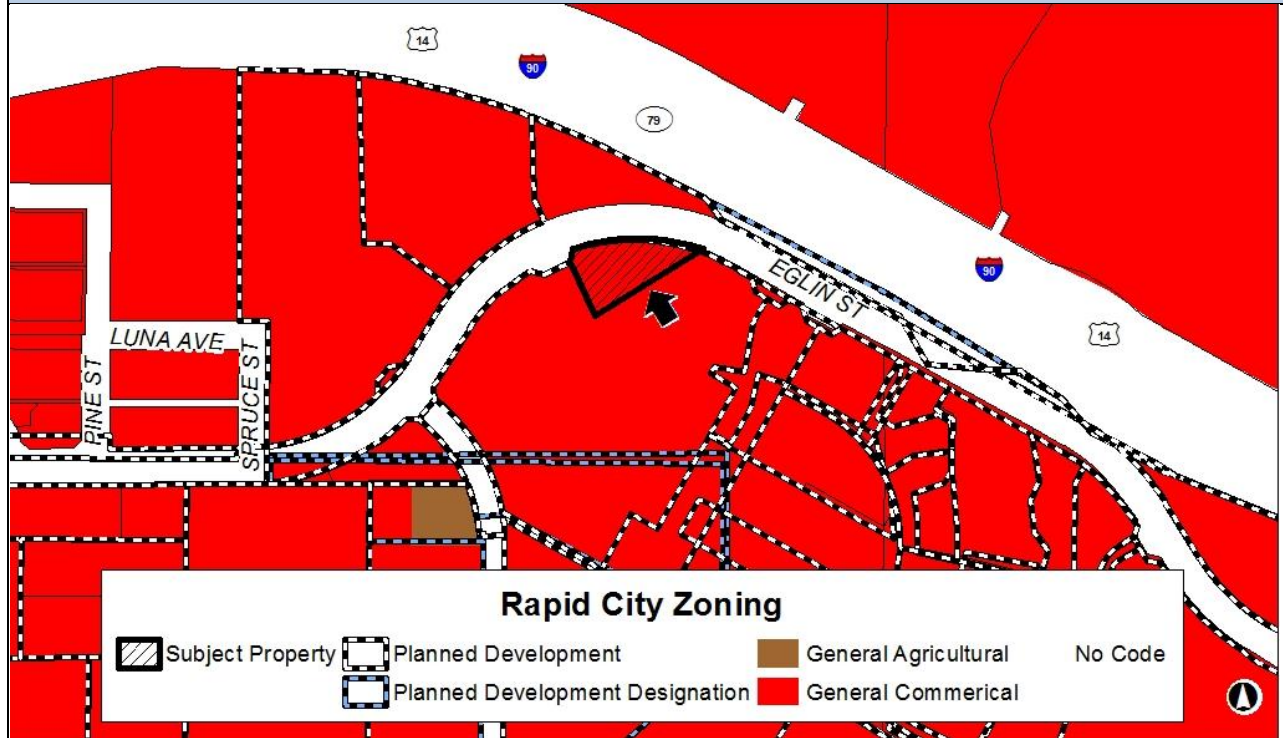 14
90
79
EGLIN ST
90
14
LUNA AVE
PINE ST
SPRUCE ST
Rapid City Zoning
Subject Property
Planned Development
General Agricultural
No Code
Planned Development Designation
General Commerical